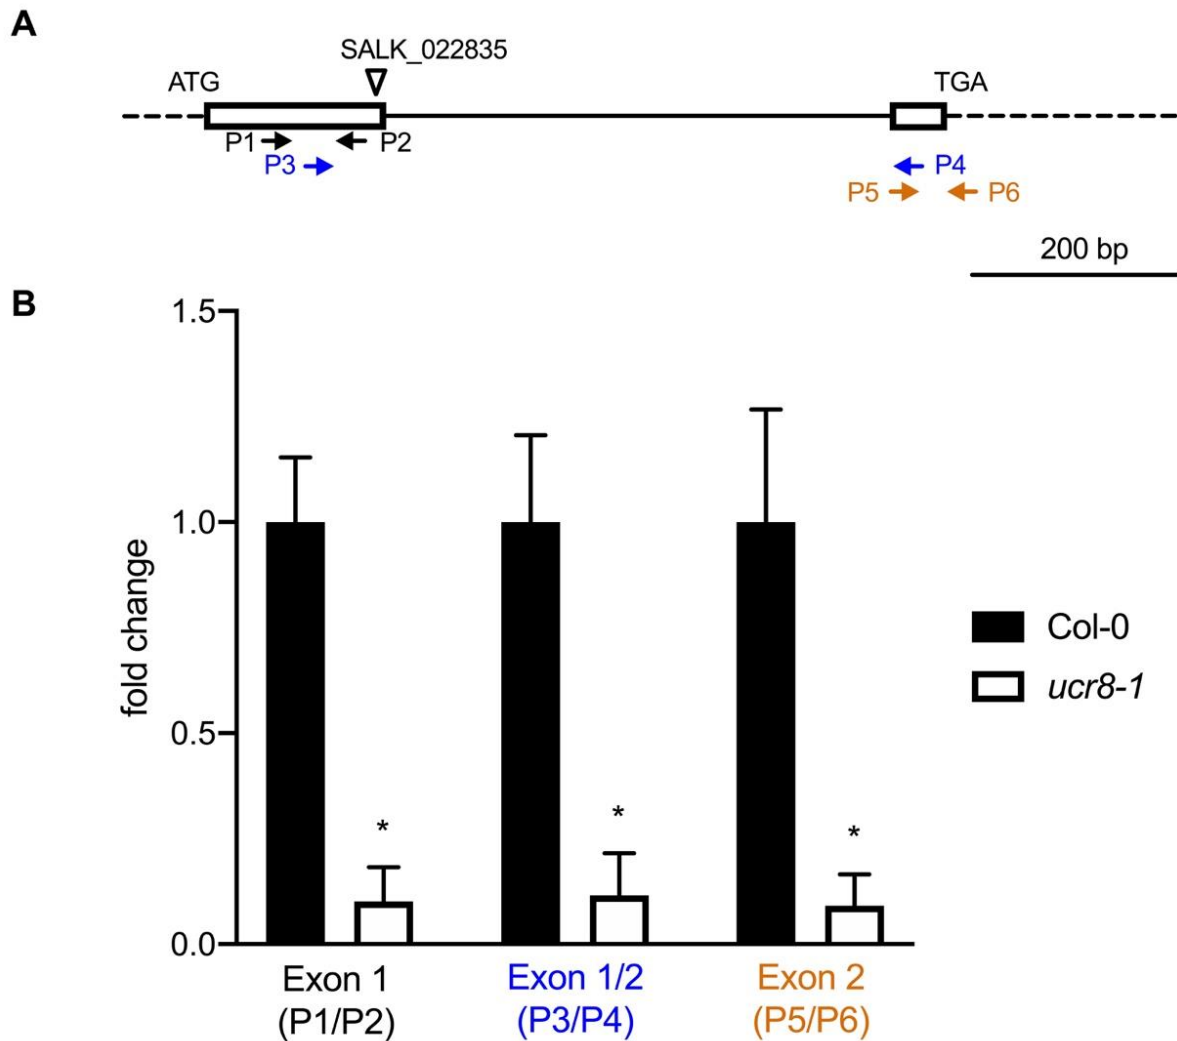 A
SALK_022835
ATG
TGA
P1
P2
P3
P4
P5
P6
200 bp
B
1.5
1.0
0.5
0.0
fold change
*
*
*
Col-0
ucr8-1
Exon 1
(P1/P2)
Exon 1/2
(P3/P4)
Exon 2
(P5/P6)